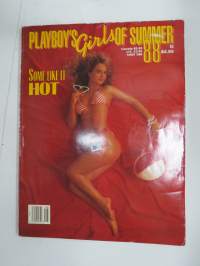 PLAYBOY'S Girls OF SUMMER
88
SOME LIKE IT
HOT